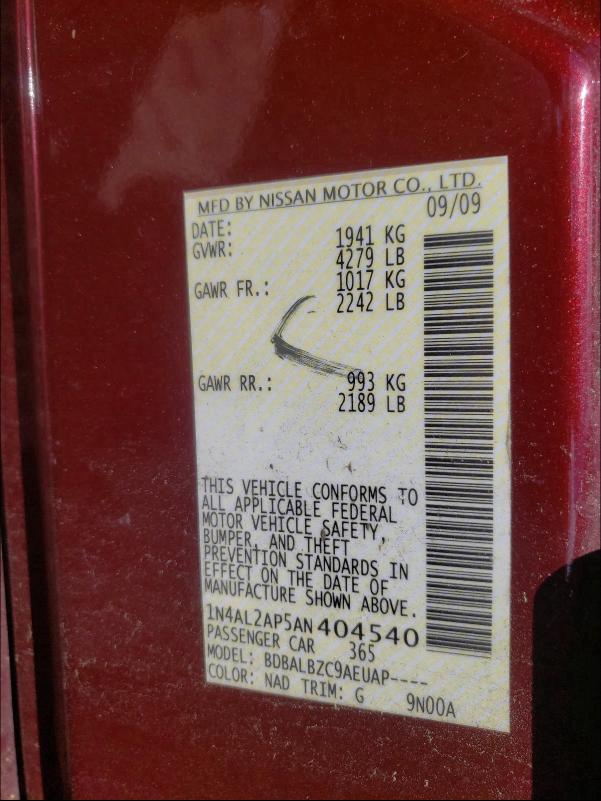 MFD BY NISSAN MOTOR CO., LTD.
DATE: 09/09
GVWR: 1941 KG
4279 LB
GAWR FR.: 1017 KG
2242 LB
GAWR RR.: 993 KG
2189 LB
THIS VEHICLE CONFORMS TO
ALL APPLICABLE FEDERAL
MOTOR VEHICLE SAFETY,
BUMPER, AND THEFT
PREVENTION STANDARDS IN
EFFECT ON THE DATE OF
MANUFACTURE SHOWN ABOVE.
1N4AL2AP5AN404540
PASSENGER CAR 365
MODEL: BDBALBZC9AEUAP----
COLOR: NAD TRIM: G 9N00A